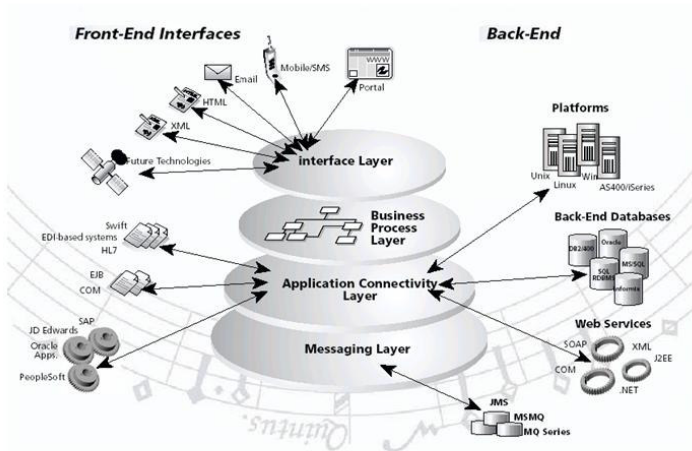 Front-End Interfaces
Back-End
Mobile/SMS
WWW
Portal
Email
HTML
XML
Future Technologies
interface Layer
Platforms
Unix
Linux
Win
AS400/iSeries
Business
Process
Layer
Swift
EDI-based systems
HL7
Back-End Databases
DB2/400
Oracle
MS/SQL
SQL
RDBMS
Informix
EJB
COM
Application Connectivity
Layer
SAP
JD Edwards
Oracle
Apps.
PeopleSoft
Messaging Layer
Web Services
SOAP
XML
J2EE
COM
.NET
JMS
MSMQ
MQ Series
Quintus.